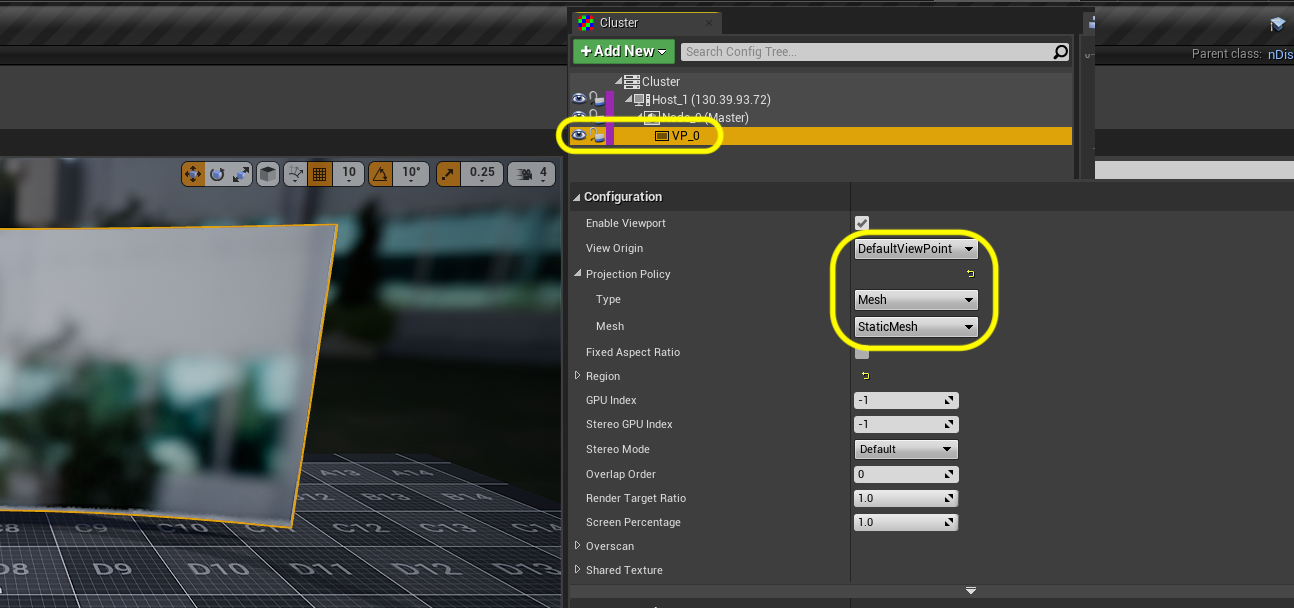 Cluster
Add New
Search Config Tree...
Parent class: nDis
Cluster
Host_1 (130.39.93.72)
Node_0 (Master)
VP_0
10
10°
0.25
4
Configuration
Enable Viewport
View Origin
DefaultViewPoint
Projection Policy
Type
Mesh
Mesh
StaticMesh
Fixed Aspect Ratio
Region
GPU Index
-1
Stereo GPU Index
-1
Stereo Mode
Default
Overlap Order
0
Render Target Ratio
1.0
Screen Percentage
1.0
Overscan
Shared Texture
A13
A14
B12
B13
B14
C8
C9
C10
C11
C12
C13
D8
D9
D10
D11
D12
D13